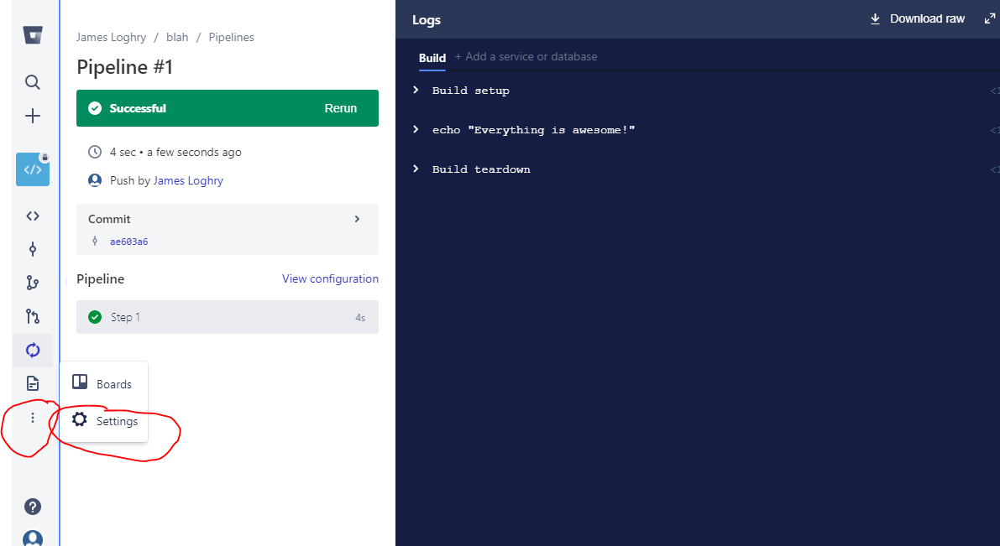 James Loghry / blah / Pipelines
Pipeline #1
Successful
Rerun
4 sec • a few seconds ago
Push by James Loghry
Commit
ae603a6
Pipeline
View configuration
Step 1
4s
Boards
Settings
Logs
Download raw
Build
+ Add a service or database
Build setup
echo "Everything is awesome!"
Build teardown